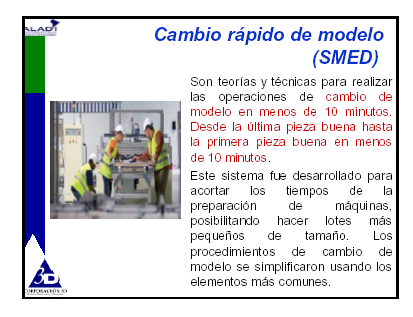 ALADI
Cambio rápido de modelo
(SMED)
Son teorías y técnicas para realizar
las operaciones de cambio de
modelo en menos de 10 minutos.
Desde la última pieza buena hasta
la primera pieza buena en menos
de 10 minutos.
Este sistema fue desarrollado para
acortar los tiempos de la
preparación de máquinas,
posibilitando hacer lotes más
pequeños de tamaño. Los
procedimientos de cambio de
modelo se simplificaron usando los
elementos más comunes.
3D
CORPORACIÓN 3D